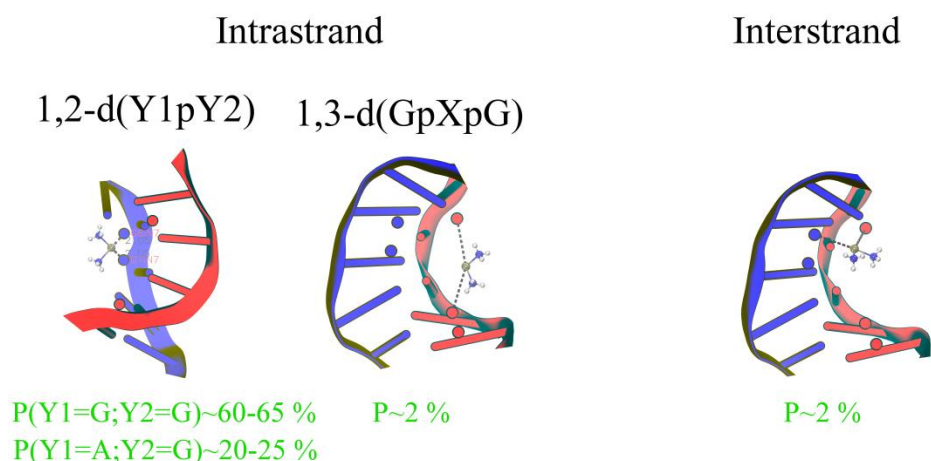 Intrastrand
Interstrand
1,2-d(Y1pY2)
1,3-d(GpXpG)
P(Y1=G;Y2=G)~60-65 %
P~2 %
P~2 %
P(Y1=A;Y2=G)~20-25 %